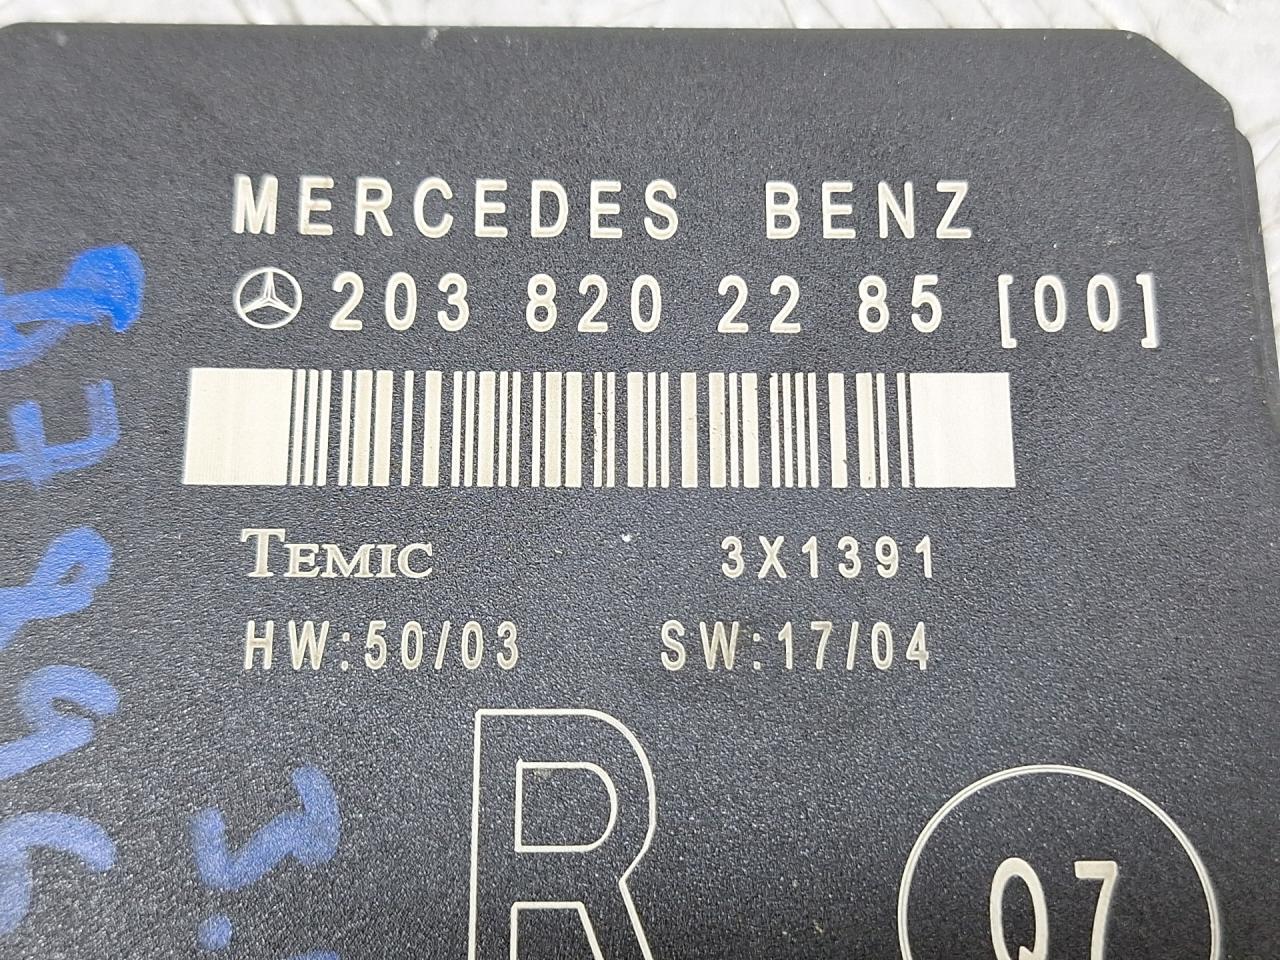 MERCEDES BENZ
203 820 22 85 [00]
TEMIC 3X1391
HW:50/03 SW:17/04
R
Q7